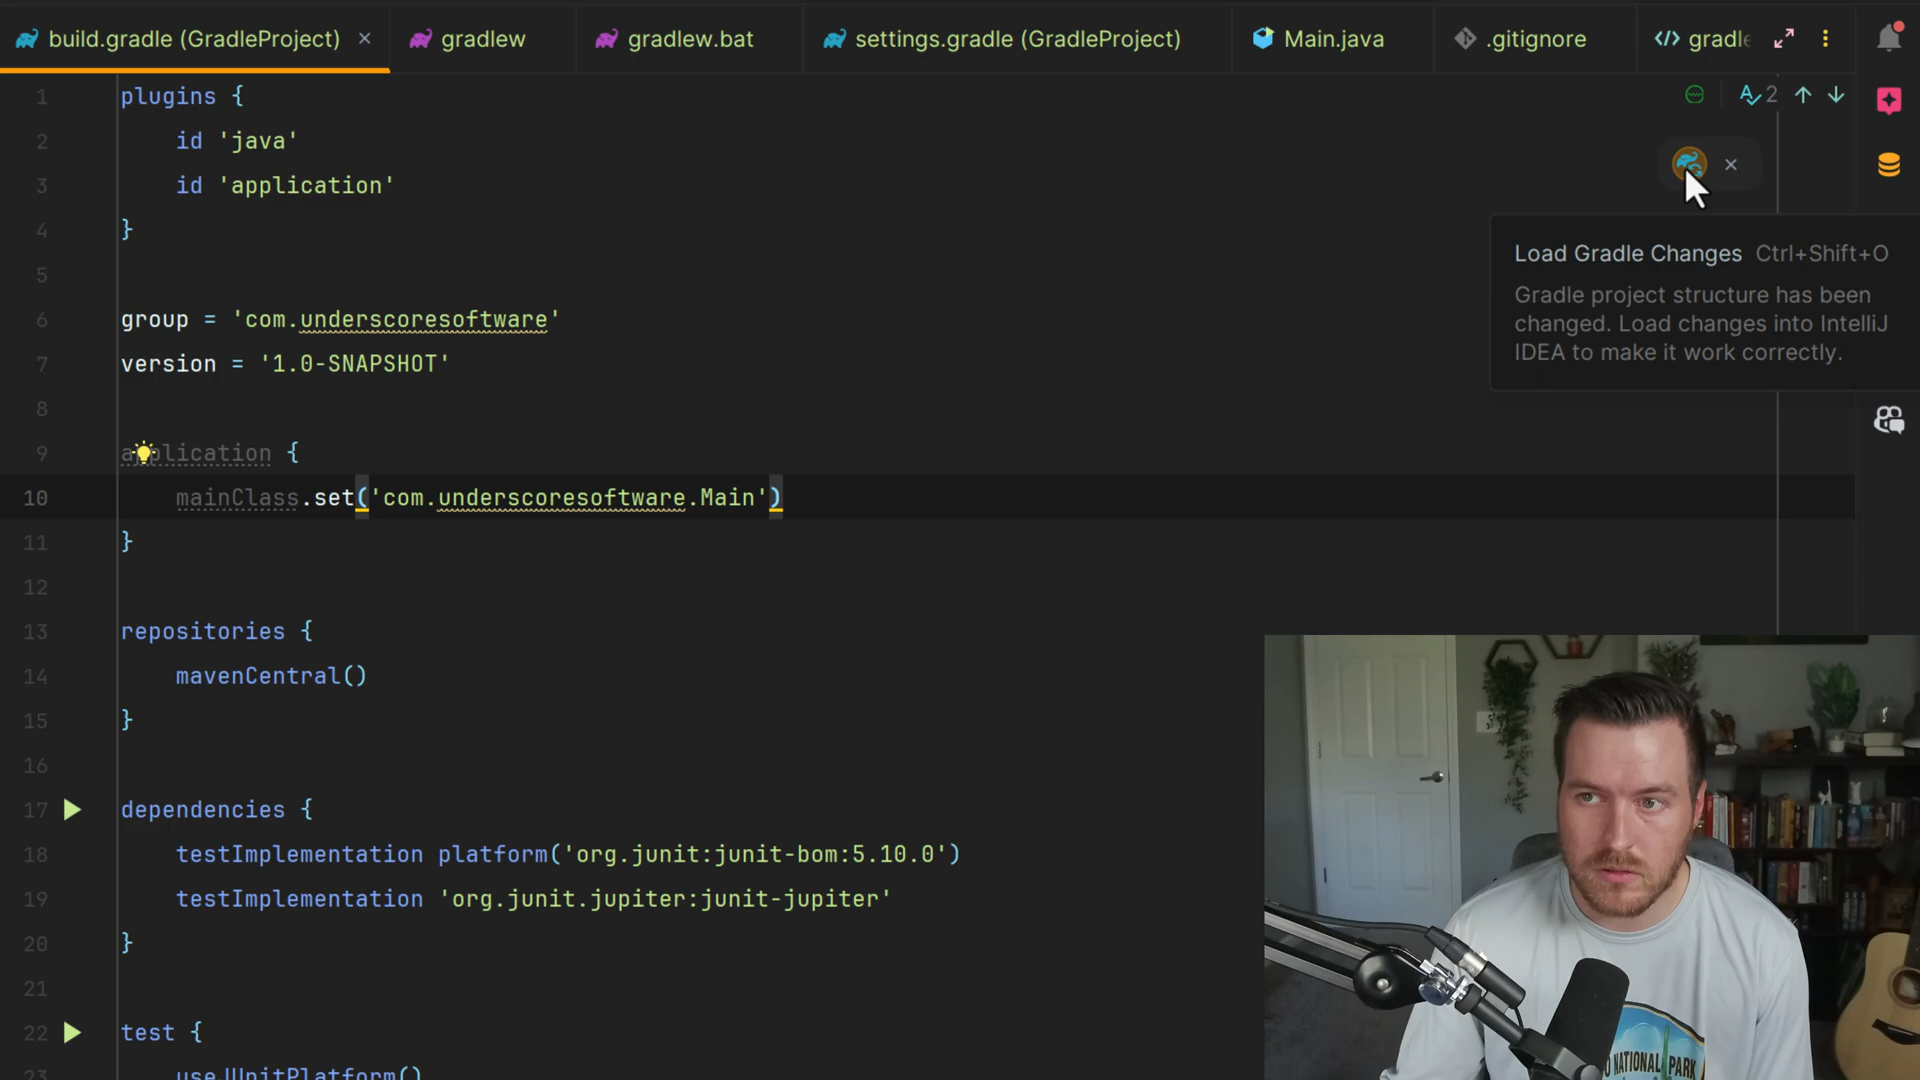 build.gradle (GradleProject)
gradlew
gradlew.bat
settings.gradle (GradleProject)
Main.java
.gitignore
</> gradle
1 plugins {
2 id 'java'
3 id 'application'
4 }
5
6 group = 'com.underscoresoftware'
7 version = '1.0-SNAPSHOT'
8
9 application {
10 mainClass.set('com.underscoresoftware.Main')
11 }
12
13 repositories {
14 mavenCentral()
15 }
16
17 dependencies {
18 testImplementation platform('org.junit:junit-bom:5.10.0')
19 testImplementation 'org.junit.jupiter:junit-jupiter'
20 }
21
22 test {
23 useJUnitPlatform()
2
Load Gradle Changes Ctrl+Shift+O
Gradle project structure has been
changed. Load changes into IntelliJ
IDEA to make it work correctly.
NATIONAL PARK